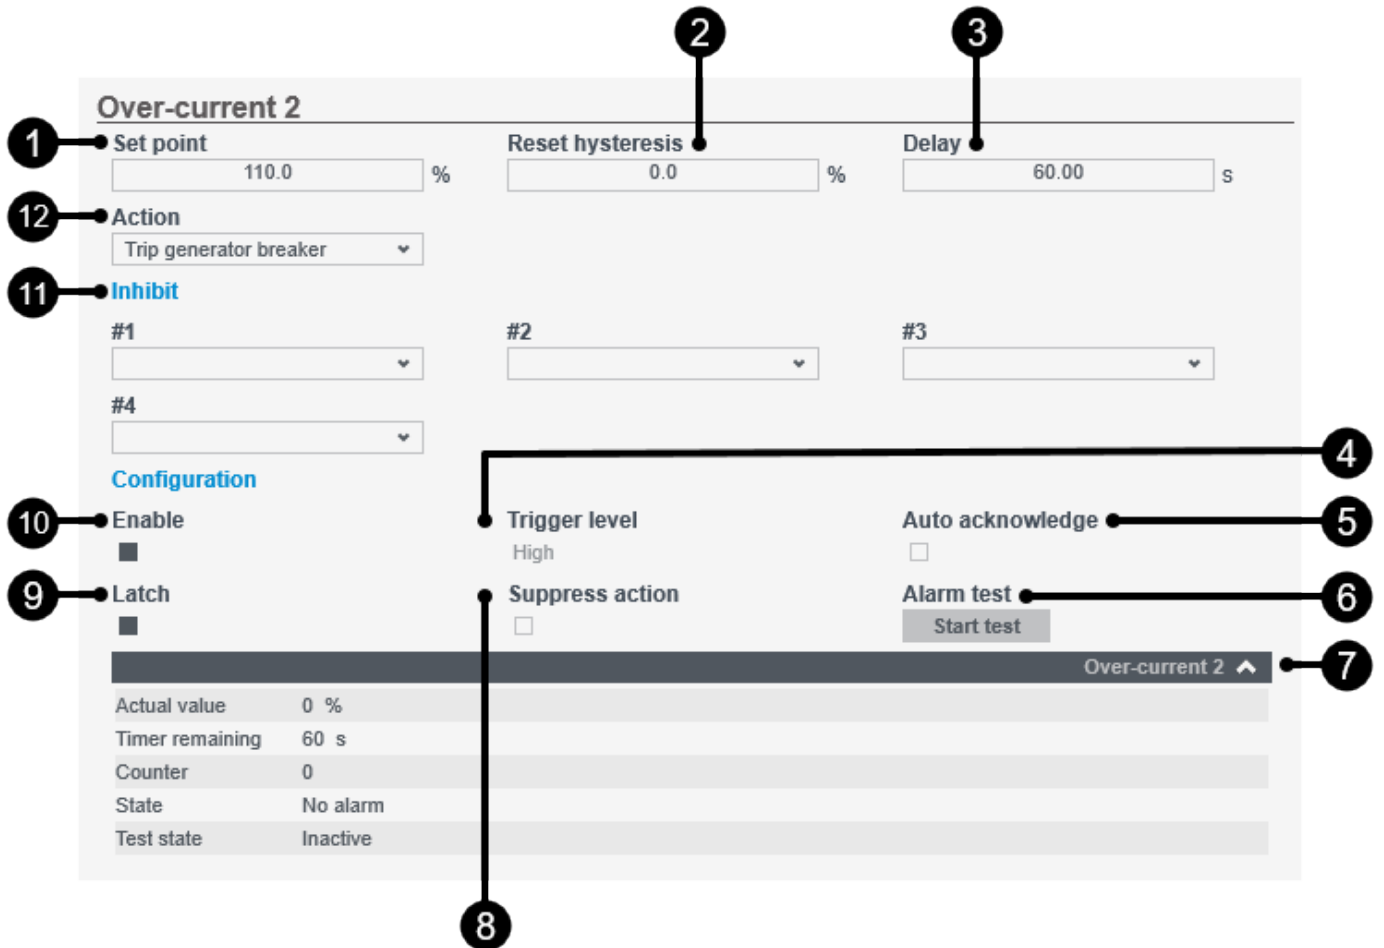 2 3
Over-current 2
1 Set point Reset hysteresis Delay
110.0 % 0.0 % 60.00 s
12 Action
Trip generator breaker
11 Inhibit
#1 #2 #3
#4
4
Configuration
10 Enable Trigger level Auto acknowledge 5
High
9 Latch Suppress action Alarm test 6
Start test
Over-current 2 7
Actual value 0 %
Timer remaining 60 s
Counter 0
State No alarm
Test state Inactive
8